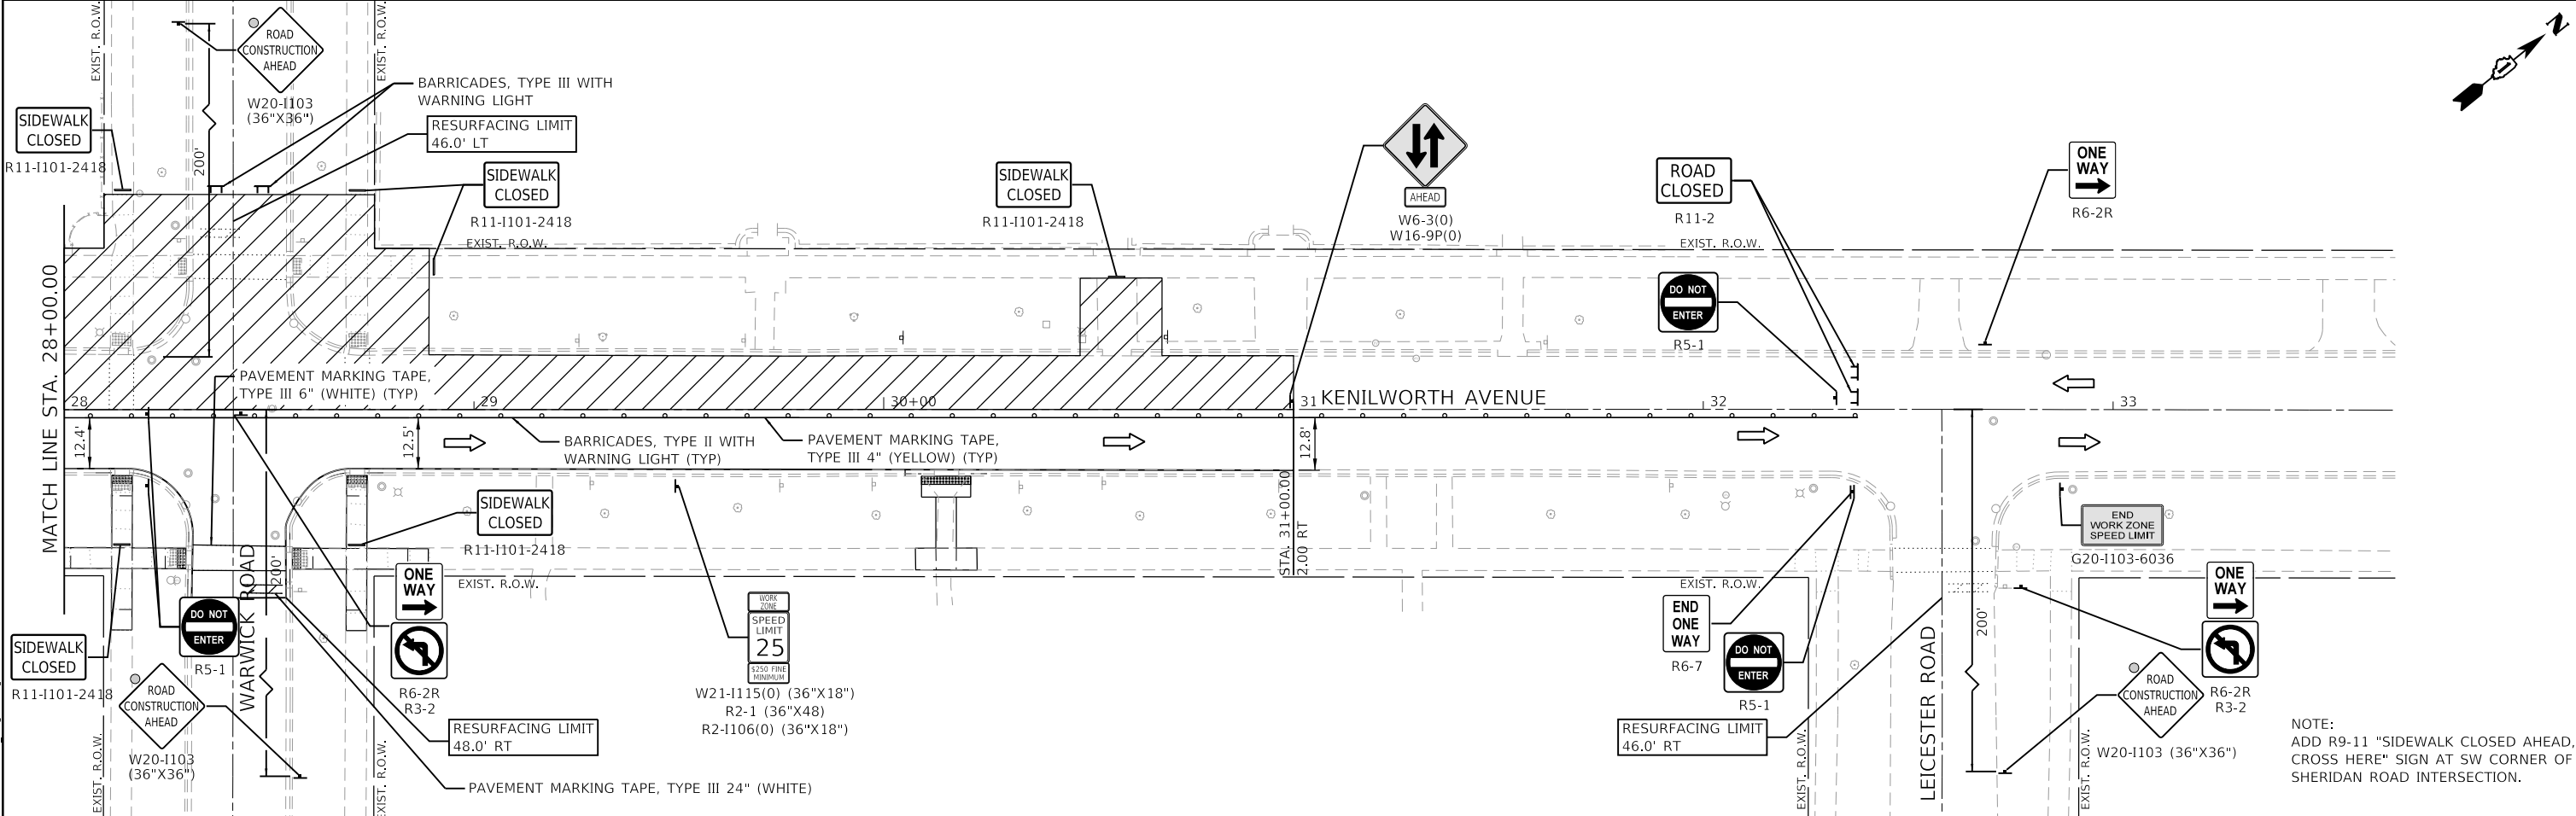 EXIST. R.O.W.
ROAD
CONSTRUCTION
AHEAD
W20-I103
(36"X36")
EXIST. R.O.W.
N
BARRICADES, TYPE III WITH
WARNING LIGHT
RESURFACING LIMIT
46.0' LT
SIDEWALK
CLOSED
R11-I101-2418
200'
SIDEWALK
CLOSED
R11-I101-2418
EXIST. R.O.W.
SIDEWALK
CLOSED
R11-I101-2418
AHEAD
W6-3(0)
W16-9P(0)
ROAD
CLOSED
R11-2
EXIST. R.O.W.
ONE
WAY
R6-2R
DO NOT
ENTER
R5-1
MATCH LINE STA. 28+00.00
PAVEMENT MARKING TAPE,
TYPE III 6" (WHITE) (TYP)
28
29
30+00
31
KENILWORTH AVENUE
32
33
12.4'
12.5'
12.8'
BARRICADES, TYPE II WITH
WARNING LIGHT (TYP)
PAVEMENT MARKING TAPE,
TYPE III 4" (YELLOW) (TYP)
STA. 31+00.00
2.00 RT
SIDEWALK
CLOSED
R11-I101-2418
EXIST. R.O.W.
ONE
WAY
R6-2R
R3-2
DO NOT
ENTER
R5-1
WARWICK ROAD
200'
SIDEWALK
CLOSED
R11-I101-2418
ROAD
CONSTRUCTION
AHEAD
W20-I103
(36"X36")
EXIST. R.O.W.
EXIST. R.O.W.
RESURFACING LIMIT
48.0' RT
PAVEMENT MARKING TAPE, TYPE III 24" (WHITE)
WORK
ZONE
SPEED
LIMIT
25
$250 FINE
MINIMUM
W21-I115(0) (36"X18")
R2-1 (36"X48)
R2-I106(0) (36"X18")
EXIST. R.O.W.
END
ONE
WAY
R6-7
DO NOT
ENTER
R5-1
RESURFACING LIMIT
46.0' RT
EXIST. R.O.W.
LEICESTER ROAD
200'
END
WORK ZONE
SPEED LIMIT
G20-I103-6036
ONE
WAY
R6-2R
R3-2
ROAD
CONSTRUCTION
AHEAD
W20-I103 (36"X36")
EXIST. R.O.W.
NOTE:
ADD R9-11 "SIDEWALK CLOSED AHEAD,
CROSS HERE" SIGN AT SW CORNER OF
SHERIDAN ROAD INTERSECTION.